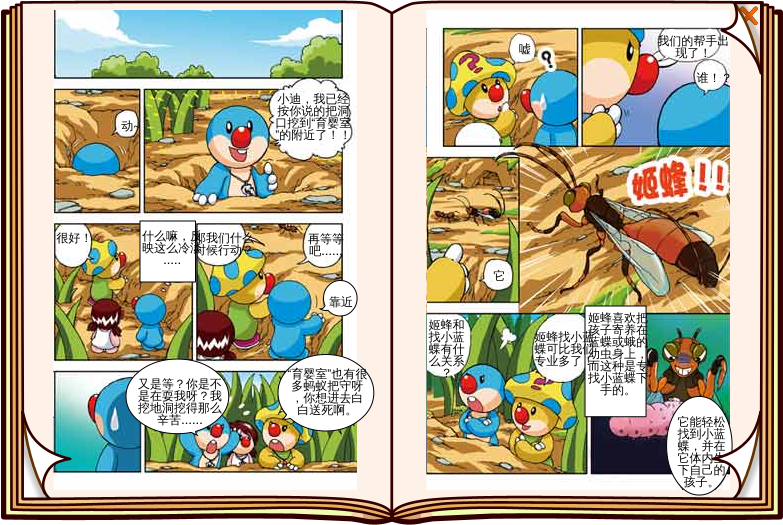 动~
小迪，我已经
按你说的把洞
口挖到“育婴室
”的附近了！！
很好！
什么嘛，反
映这么冷淡
……
那我们什么
时候行动？
再等等
吧……
靠近
又是等？你是不
是在耍我呀？我
挖地洞挖得那么
辛苦……
“育婴室”也有很
多蚂蚁把守呀
，你想进去白
白送死啊。
嘘
？
?
我们的帮手出
现了！
谁！？
姬蜂！！
它
姬蜂和
找小蓝
蝶有什
么关系
？
姬蜂找小蓝
蝶可比我们
专业多了
姬蜂喜欢把
孩子寄养在
蓝蝶或蛾的
幼虫身上，
而这种是专
找小蓝蝶下
手的。
它能轻松
找到小蓝
蝶，并在
它体内生
下自己的
孩子。